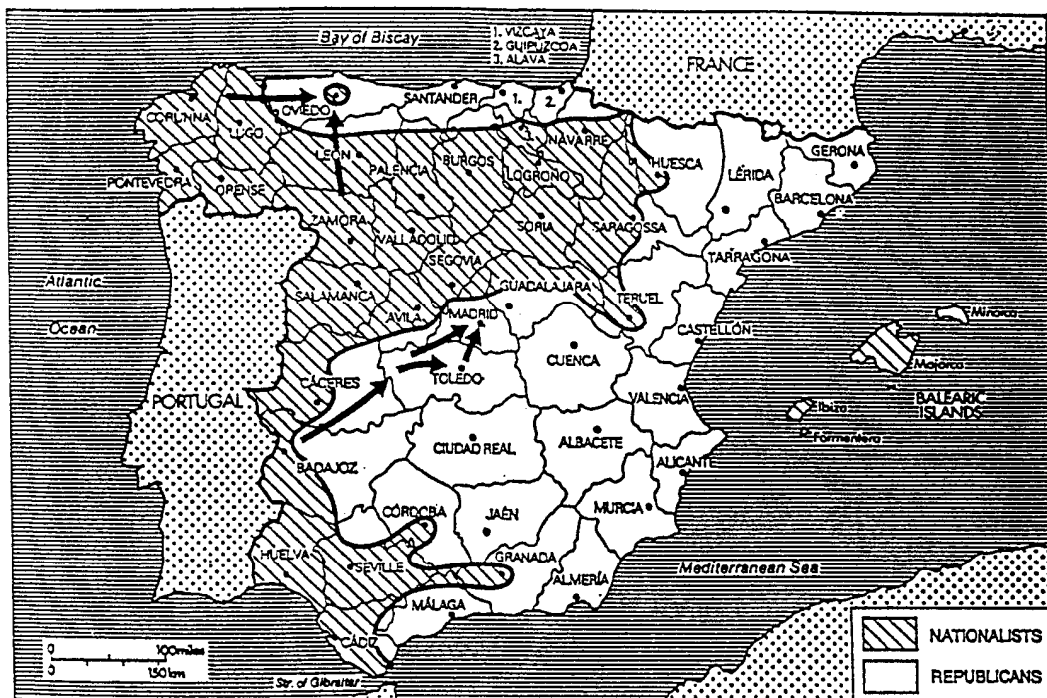 Bay of Biscay
1. VIZCAYA
2. GUIPUZCOA
3. ALAVA
FRANCE
CORUNNA
LUGO
OVIEDO
SANTANDER
1.
2.
3.
NAVARRE
LEÓN
PALENCIA
BURGOS
LOGROÑO
HUESCA
LÉRIDA
GERONA
BARCELONA
PONTEVEDRA
ORENSE
ZAMORA
VALLADOLID
SORIA
SARAGOSSA
TARRAGONA
SEGOVIA
Atlantic
Ocean
SALAMANCA
AVILA
MADRID
GUADALAJARA
TERUEL
CASTELLÓN
Minorca
Majorca
BALEARIC
ISLANDS
Ibiza
Formentera
CUENCA
VALENCIA
TOLEDO
CÁCERES
PORTUGAL
CIUDAD REAL
ALBACETE
ALICANTE
BADAJOZ
CÓRDOBA
JAÉN
MURCIA
HUELVA
SEVILLE
GRANADA
ALMERÍA
MÁLAGA
CÁDIZ
Mediterranean Sea
0 100 miles
0 150 km
Str. of Gibraltar
NATIONALISTS
REPUBLICANS